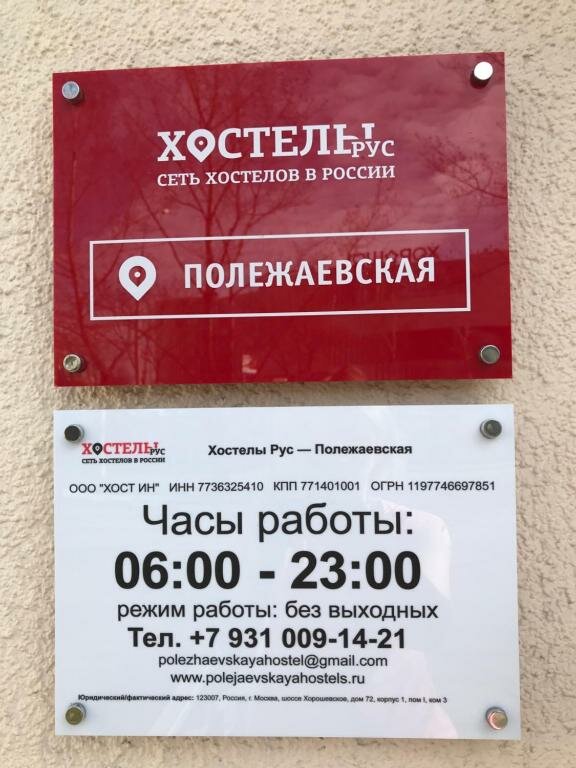 ХОСТЕЛЫ РУС
СЕТЬ ХОСТЕЛОВ В РОССИИ
ПОЛЕЖАЕВСКАЯ
ХОСТЕЛЫ РУС
СЕТЬ ХОСТЕЛОВ В РОССИИ
Хостелы Рус — Полежаевская
ООО "ХОСТ ИН" ИНН 7736325410 КПП 771401001 ОГРН 1197746697851
Часы работы:
06:00 - 23:00
режим работы: без выходных
Тел. +7 931 009-14-21
polezhaevskayahostel@gmail.com
www.polejaevskayahostels.ru
Юридический/фактический адрес: 123007, Россия, г. Москва, шоссе Хорошевское, дом 72, корпус 1, пом I, ком 3